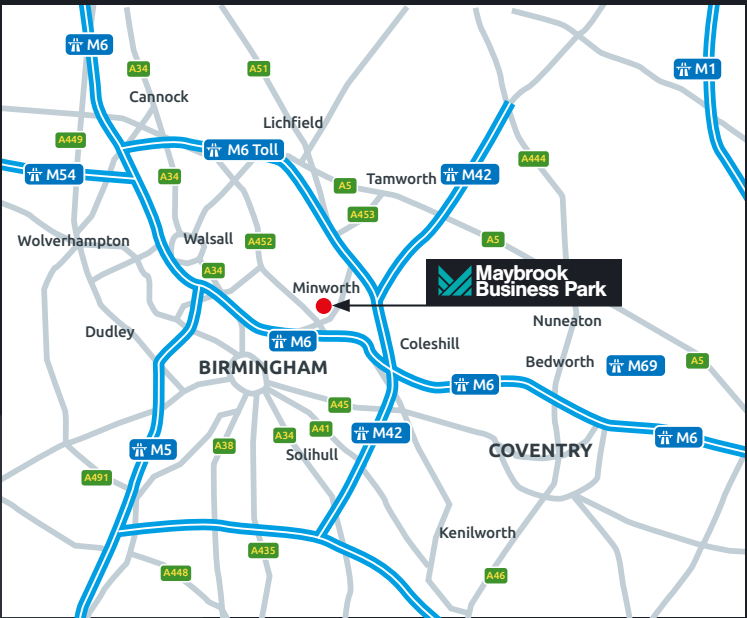 M6
A34
A51
M1
Cannock
Lichfield
A449
M6 Toll
A444
M54
A34
A5
Tamworth
M42
A453
Wolverhampton
Walsall
A452
A5
A34
Minworth
Maybrook
Business Park
Nuneaton
Dudley
M6
Coleshill
BIRMINGHAM
Bedworth
M69
A5
M6
A45
A38
A34
A41
M42
M6
M5
Solihull
COVENTRY
A491
Kenilworth
A435
A448
A46